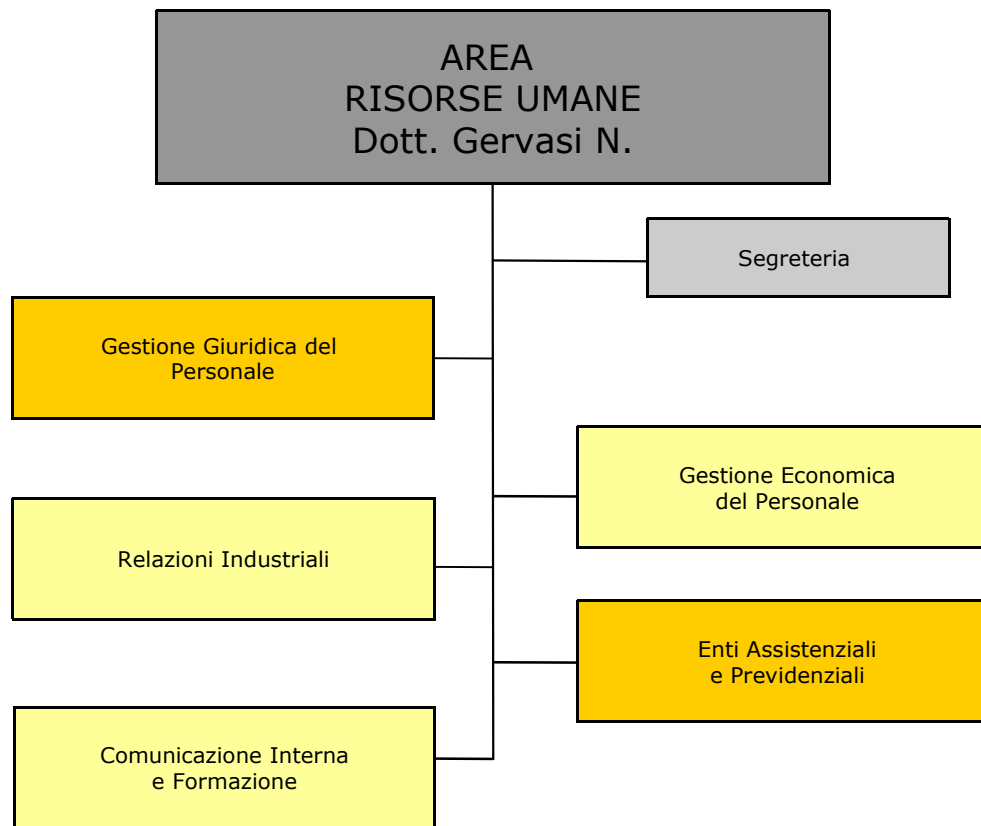 AREA
RISORSE UMANE
Dott. Gervasi N.
Segreteria
Gestione Giuridica del
Personale
Gestione Economica
del Personale
Relazioni Industriali
Enti Assistenziali
e Previdenziali
Comunicazione Interna
e Formazione